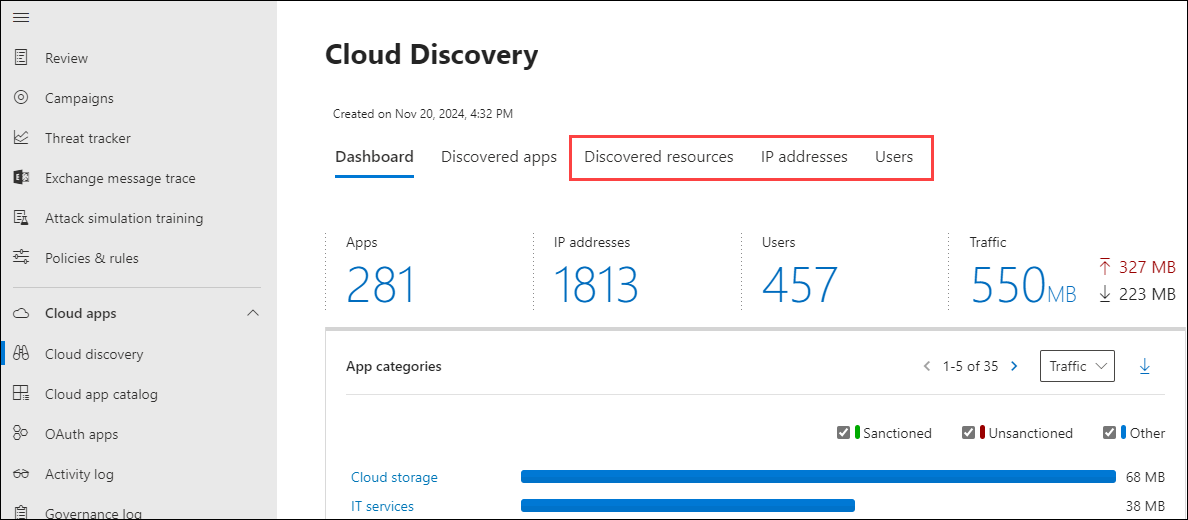 Review
Campaigns
Threat tracker
Exchange message trace
Attack simulation training
Policies & rules
Cloud apps
Cloud discovery
Cloud app catalog
OAuth apps
Activity log
Governance log
Cloud Discovery
Created on Nov 20, 2024, 4:32 PM
Dashboard Discovered apps Discovered resources IP addresses Users
Apps
281
IP addresses
1813
Users
457
Traffic
550MB
327 MB
223 MB
App categories 1-5 of 35 Traffic
Sanctioned Unsanctioned Other
Cloud storage 68 MB
IT services 38 MB